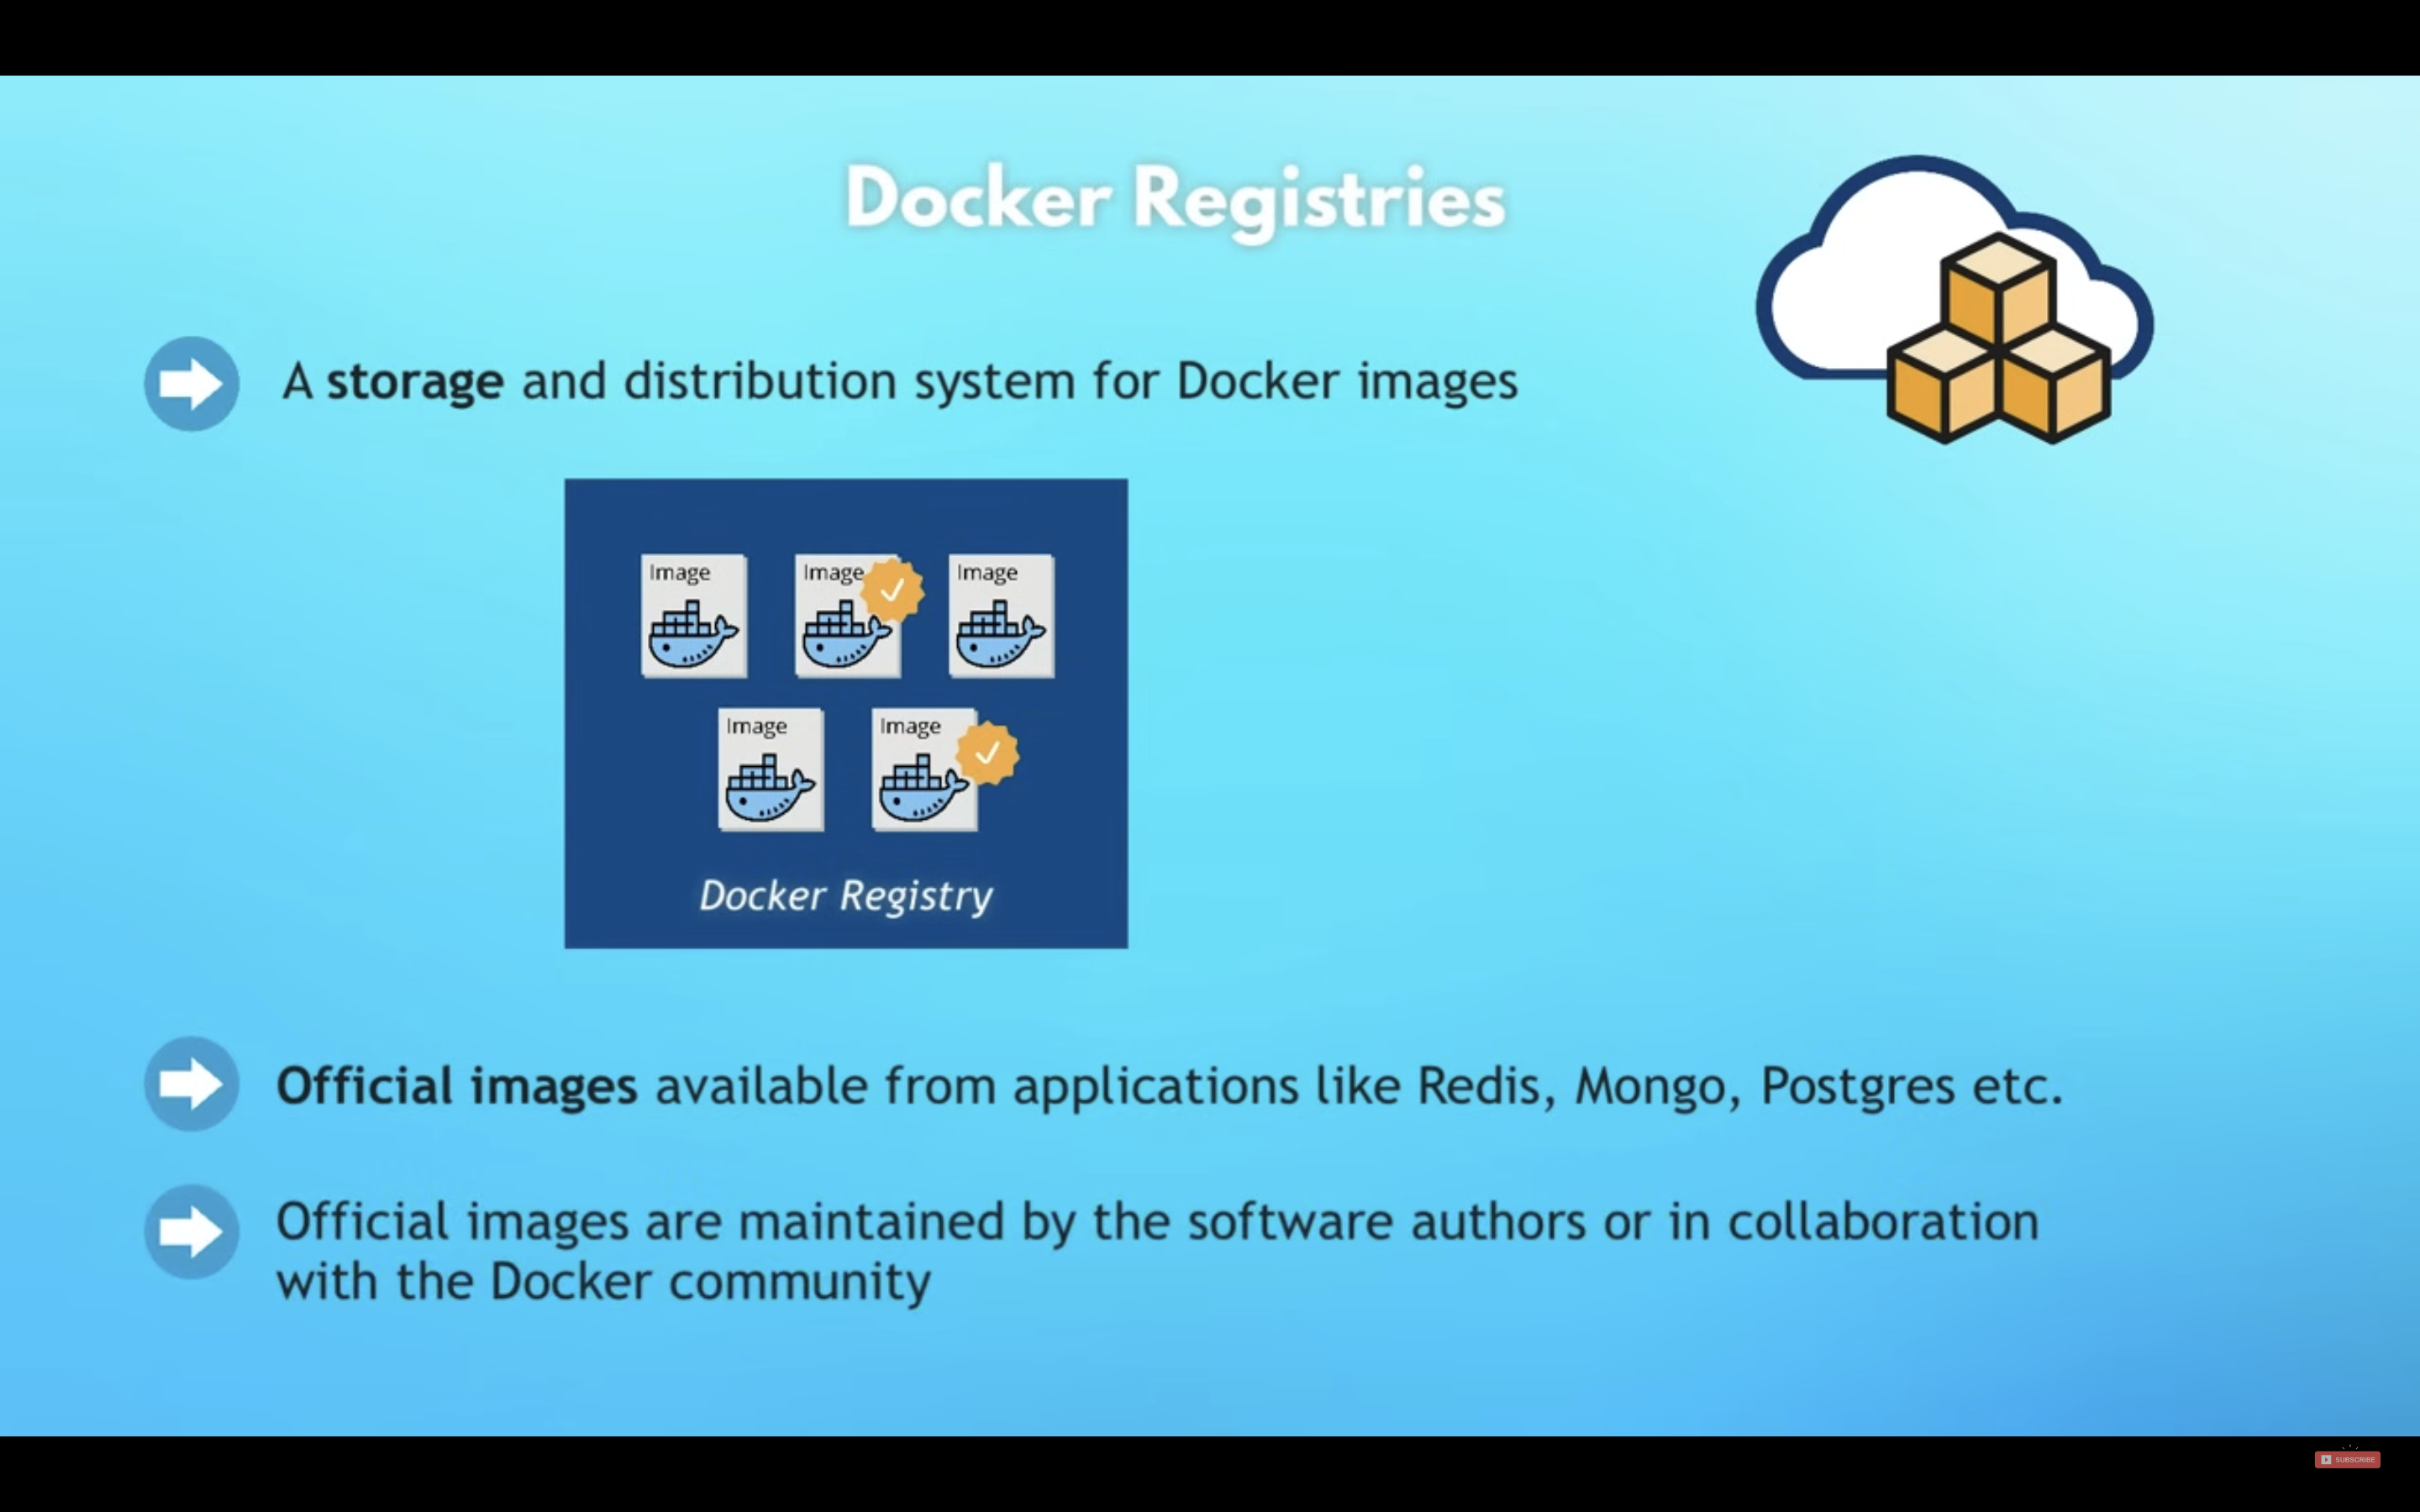 Docker Registries
A storage and distribution system for Docker images
Image
Image
Image
Image
Image
Docker Registry
Official images available from applications like Redis, Mongo, Postgres etc.
Official images are maintained by the software authors or in collaboration
with the Docker community
SUBSCRIBE